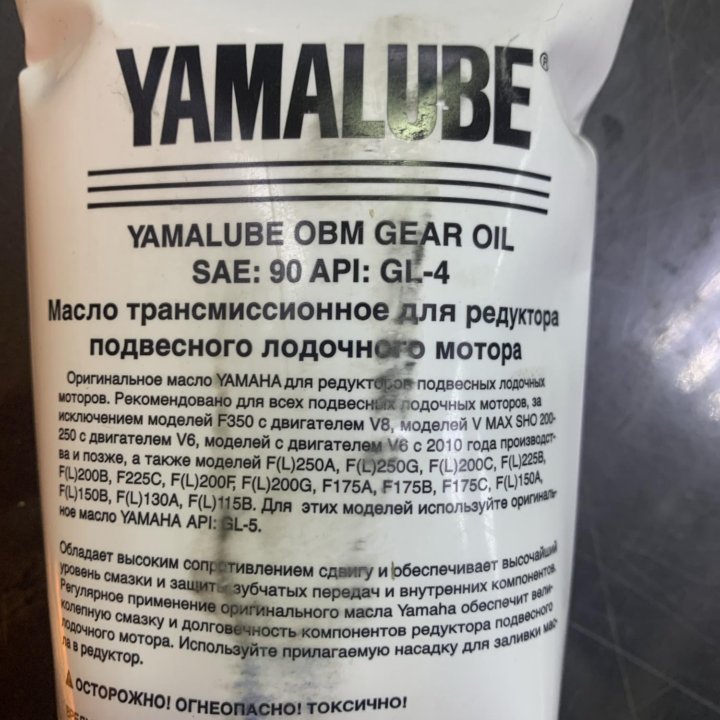 YAMALUBE®
YAMALUBE OBM GEAR OIL
SAE: 90 API: GL-4
Масло трансмиссионное для редуктора
подвесного лодочного мотора
Оригинальное масло YAMAHA для редукторов подвесных лодочных
моторов. Рекомендовано для всех подвесных лодочных моторов, за
исключением моделей F350 с двигателем V8, моделей V MAX SHO 200-
250 с двигателем V6, моделей с двигателем V6 с 2010 года производст-
ва и позже, а также моделей F(L)250A, F(L)250G, F(L)200C, F(L)225B,
F(L)200B, F225C, F(L)200F, F(L)200G, F175A, F175B, F175C, F(L)150A,
F(L)150B, F(L)130A, F(L)115B. Для этих моделей используйте оригиналь-
ное масло YAMAHA API: GL-5.
Обладает высоким сопротивлением сдвигу и обеспечивает высочайший
уровень смазки и защиты зубчатых передач и внутренних компонентов.
Регулярное применение оригинального масла Yamaha обеспечит вели-
колепную смазку и долговечность компонентов редуктора подвесного
лодочного мотора. Используйте прилагаемую насадку для заливки мас-
ла в редуктор.
ОСТОРОЖНО! ОГНЕОПАСНО! ТОКСИЧНО!